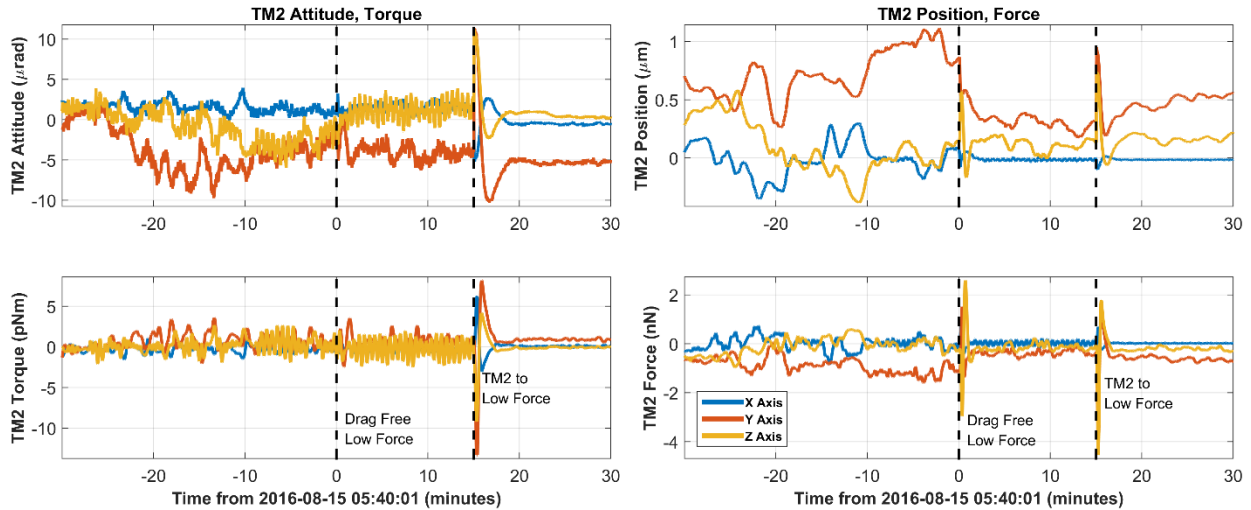 TM2 Attitude, Torque
TM2 Attitude (μrad)
10
5
0
-5
-10
-20
-10
0
10
20
30
TM2 Position, Force
TM2 Position (μm)
1
0.5
0
-20
-10
0
10
20
30
TM2 Torque (pNm)
5
0
-5
-10
Drag Free
Low Force
TM2 to
Low Force
-20
-10
0
10
20
30
Time from 2016-08-15 05:40:01 (minutes)
TM2 Force (nN)
2
0
-2
-4
X Axis
Y Axis
Z Axis
Drag Free
Low Force
TM2 to
Low Force
-20
-10
0
10
20
30
Time from 2016-08-15 05:40:01 (minutes)